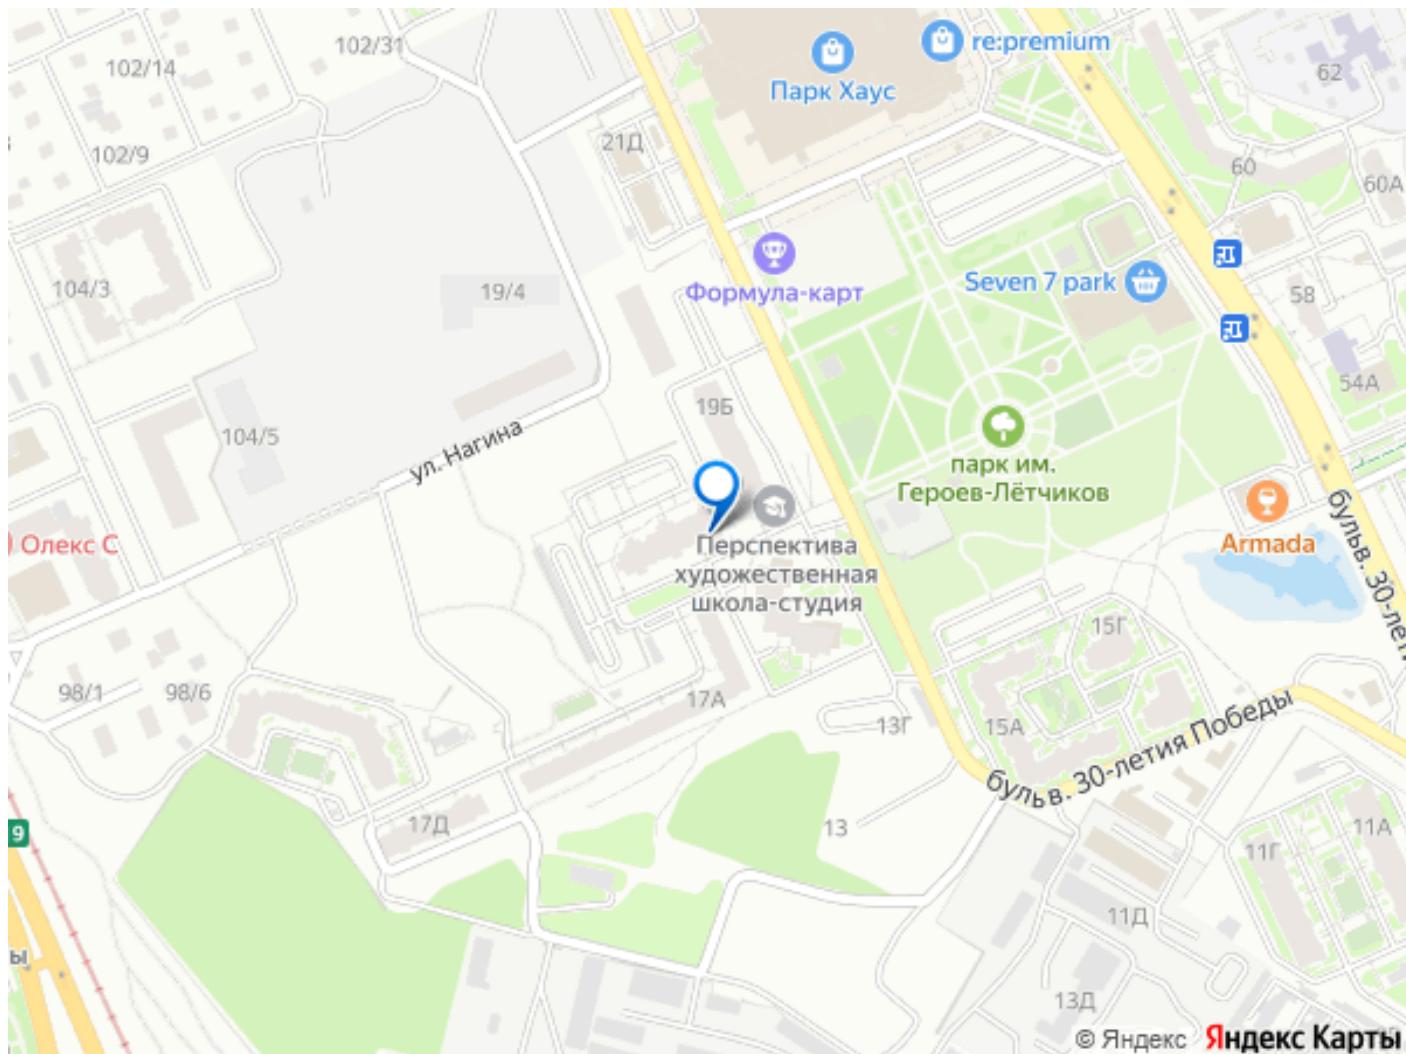 102/31
102/14
102/9
21Д
Парк Хаус
re:premium
62
60
60А
104/3
19/4
Формула-карт
Seven 7 park
58
54А
19Б
104/5
ул. Нагина
парк им.
Героев-Лётчиков
бульв. 30-лети
Armada
Олекс С
Перспектива
художественная
школа-студия
98/1
98/6
17А
13Г
15Г
15А
бульв. 30-летия Победы
17Д
13
11Г
11А
9
11Д
ы
13Д
© Яндекс Яндекс Карты